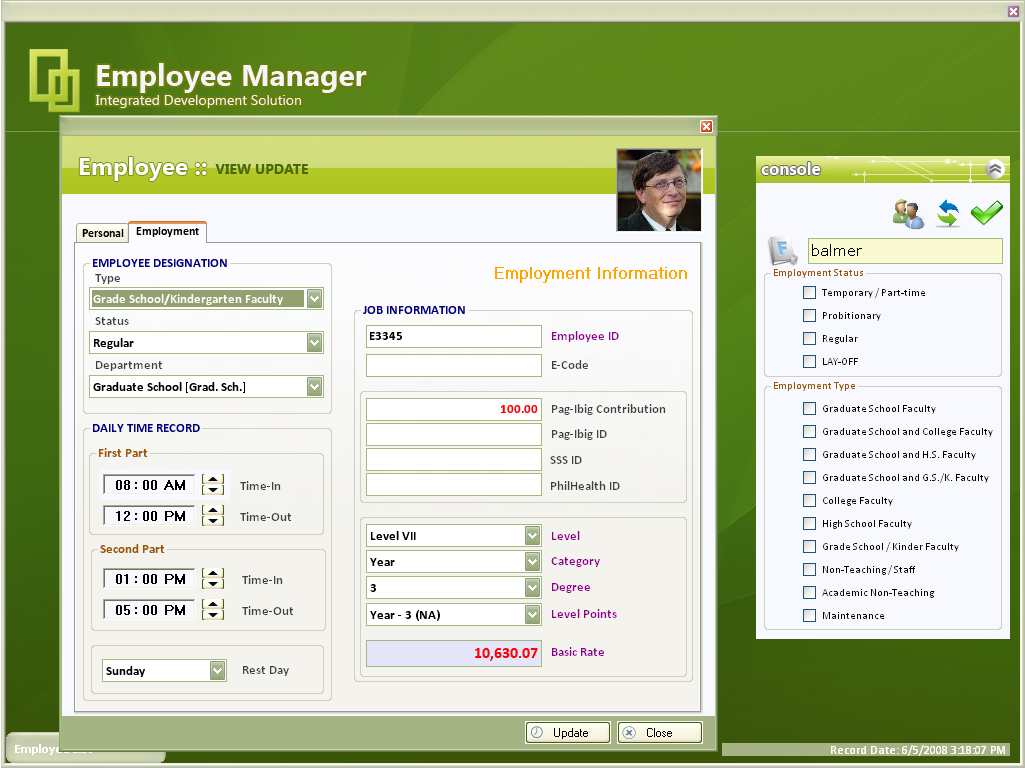 Employee Manager
Integrated Development Solution
Employee :: VIEW UPDATE
Personal
Employment
EMPLOYEE DESIGNATION
Type
Grade School/Kindergarten Faculty
Status
Regular
Department
Graduate School [Grad. Sch.]
DAILY TIME RECORD
First Part
08:00 AM Time-In
12:00 PM Time-Out
Second Part
01:00 PM Time-In
05:00 PM Time-Out
Sunday Rest Day
Employment Information
JOB INFORMATION
E3345 Employee ID
E-Code
100.00 Pag-Ibig Contribution
Pag-Ibig ID
SSS ID
PhilHealth ID
Level VII Level
Year Category
3 Degree
Year - 3 (NA) Level Points
10,630.07 Basic Rate
Update Close
console
balmer
Employment Status
Temporary / Part-time
Probitionary
Regular
LAY-OFF
Employment Type
Graduate School Faculty
Graduate School and College Faculty
Graduate School and H.S. Faculty
Graduate School and G.S./K. Faculty
College Faculty
High School Faculty
Grade School / Kinder Faculty
Non-Teaching / Staff
Academic Non-Teaching
Maintenance
Record Date: 6/5/2008 3:18:07 PM